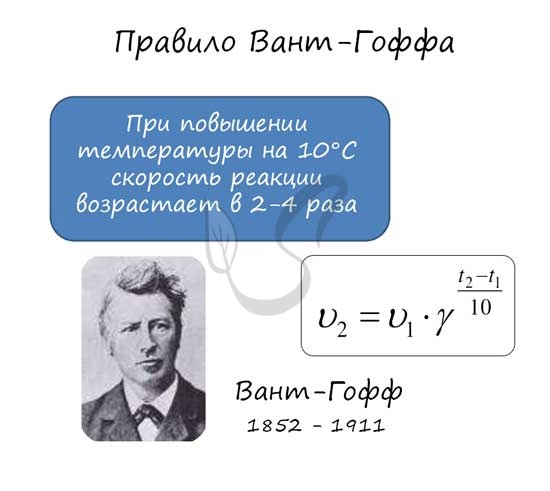 Правило Вант-Гоффа
При повышении
температуры на 10°С
скорость реакции
возрастает в 2-4 раза
υ₂ = υ₁ · γ^((t₂−t₁)/10)
Вант-Гофф
1852 - 1911